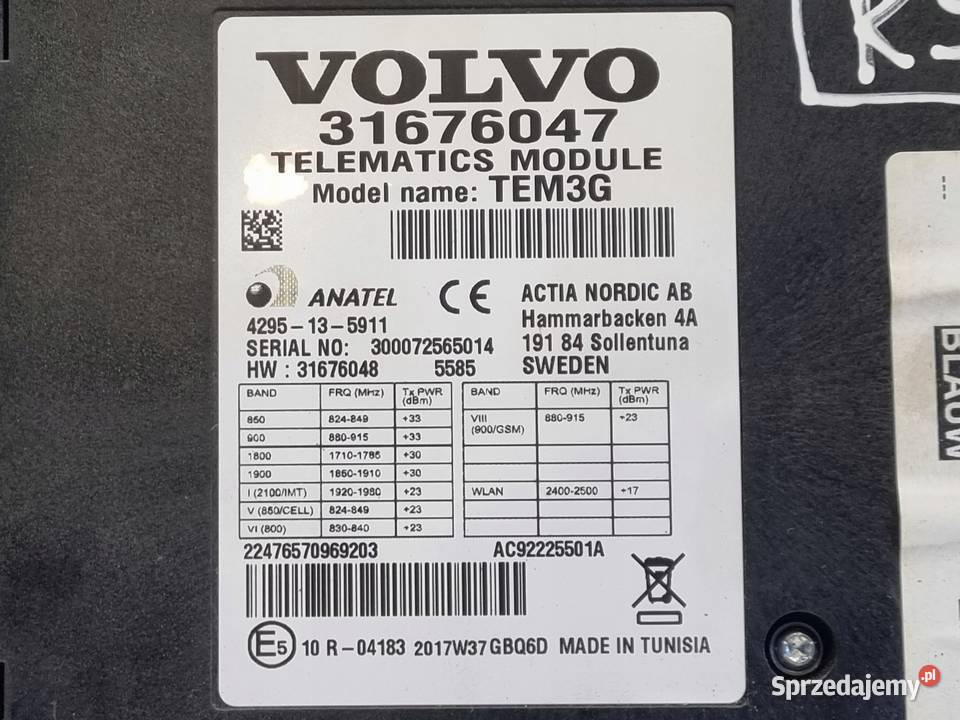 VOLVO
31676047
TELEMATICS MODULE
Model name: TEM3G
ANATEL CE
4295-13-5911
SERIAL NO: 300072565014
HW : 31676048 5585
ACTIA NORDIC AB
Hammarbacken 4A
191 84 Sollentuna
SWEDEN
BAND FRQ (MHz) Tx PWR (dBm)
850 824-849 +33
900 880-915 +33
1800 1710-1785 +30
1900 1850-1910 +30
I (2100/IMT) 1920-1980 +23
V (850/CELL) 824-849 +23
VI (800) 830-840 +23
BAND FRQ (MHz) Tx PWR (dBm)
VIII (900/GSM) 880-915 +23
WLAN 2400-2500 +17
22476570969203 AC92225501A
E5 10 R-04183 2017W37 GBQ6D MADE IN TUNISIA
BLAUW
Sprzedajemy.pl